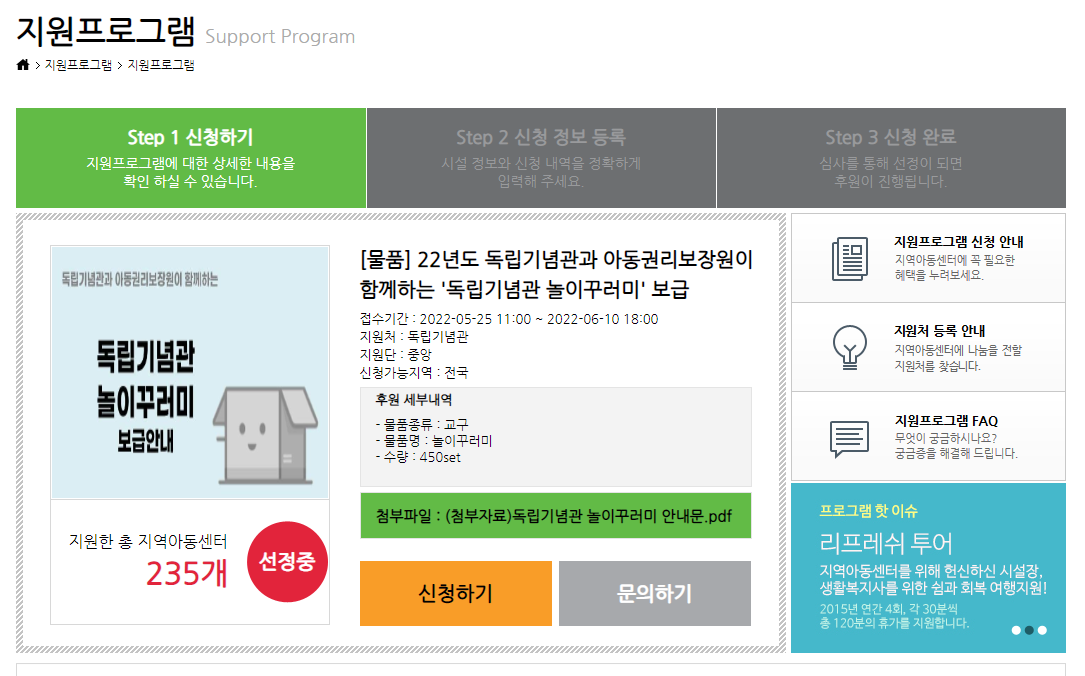 지원프로그램 Support Program
지원프로그램 > 지원프로그램
Step 1 신청하기
지원프로그램에 대한 상세한 내용을
확인 하실 수 있습니다.
Step 2 신청 정보 등록
시설 정보와 신청 내역을 정확하게
입력해 주세요.
Step 3 신청 완료
심사를 통해 선정이 되면
후원이 진행됩니다.
독립기념관과 아동권리보장원이 함께하는
독립기념관
놀이꾸러미
보급안내
지원한 총 지역아동센터
235개
선정중
[물품] 22년도 독립기념관과 아동권리보장원이
함께하는 '독립기념관 놀이꾸러미' 보급
접수기간 : 2022-05-25 11:00 ~ 2022-06-10 18:00
지원처 : 독립기념관
지원단 : 중앙
신청가능지역 : 전국
후원 세부내역
- 물품종류 : 교구
- 물품명 : 놀이꾸러미
- 수량 : 450set
첨부파일 : (첨부자료)독립기념관 놀이꾸러미 안내문.pdf
신청하기
문의하기
지원프로그램 신청 안내
지역아동센터에 꼭 필요한
혜택을 누려보세요.
지원처 등록 안내
지역아동센터에 나눔을 전할
지원처를 찾습니다.
지원프로그램 FAQ
무엇이 궁금하시나요?
궁금증을 해결해 드립니다.
프로그램 핫 이슈
리프레쉬 투어
지역아동센터를 위해 헌신하신 시설장,
생활복지사를 위한 쉼과 회복 여행지원!
2015년 연간 4회, 각 30분씩
총 120분의 휴가를 지원합니다.